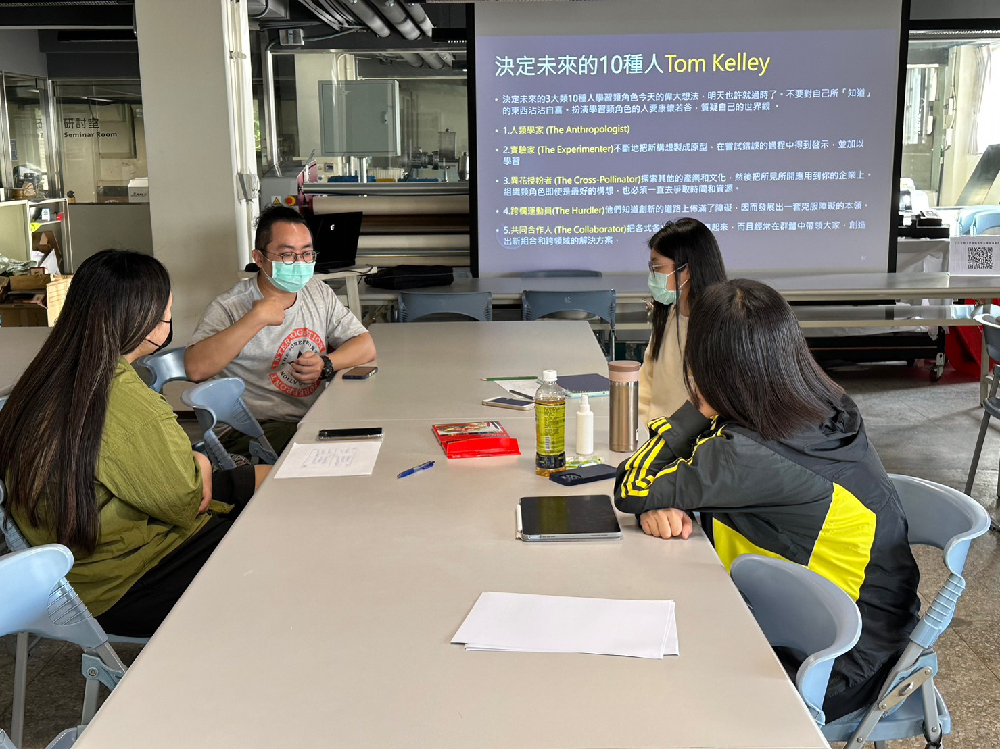 決定未來的10種人Tom Kelley
• 決定未來的3大類10種人學習類角色今天的偉大想法﹐明天也許就過時了。不要對自己所「知道」
的東西沾沾自喜。扮演學習類角色的人要虛懷若谷﹐質疑自己的世界觀 。
• 1.人類學家 (The Anthropologist)
• 2.實驗家 (The Experimenter)不斷地把新構想製成原型﹐在嘗試錯誤的過程中得到啓示﹐並加以
學習
• 3.異花授粉者 (The Cross-Pollinator)探索其他的產業和文化﹐然後把所見所聞應用到你的企業上。
組織類角色即使是最好的構想﹐也必須一直去爭取時間和資源。
• 4.跨欄運動員(The Hurdler)他們知道創新的道路上佈滿了障礙﹐因而發展出一套克服障礙的本領。
• 5.共同合作人 (The Collaborator)把各式各 起來﹐而且經常在群體中帶領大家﹐創造
出新組合和跨領域的解決方案﹐
研討室
Seminar Room
INTERROGATION
FOREFRONT